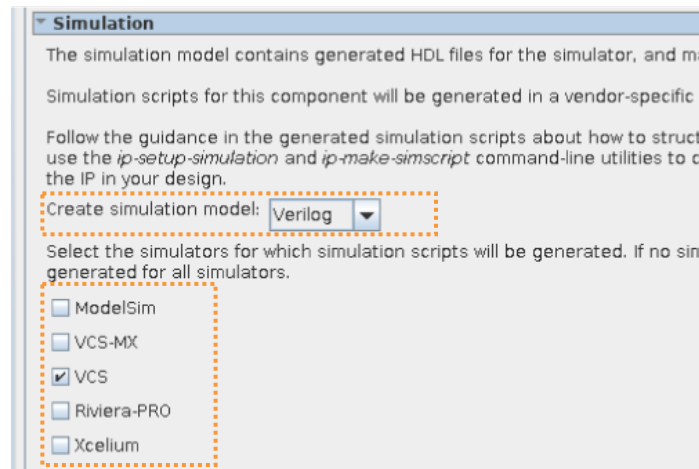 Simulation
The simulation model contains generated HDL files for the simulator, and
Simulation scripts for this component will be generated in a vendor-specific
Follow the guidance in the generated simulation scripts about how to
use the ip-setup-simulation and ip-make-simscript command-line utilities to
the IP in your design.
Create simulation model: Verilog
Select the simulators for which simulation scripts will be generated. If no
generated for all simulators.
ModelSim
VCS-MX
VCS
Riviera-PRO
Xcelium